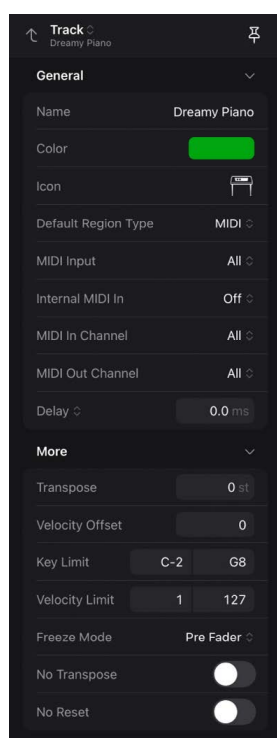 Track
Dreamy Piano
General
Name Dreamy Piano
Color
Icon
Default Region Type MIDI
MIDI Input All
Internal MIDI In Off
MIDI In Channel All
MIDI Out Channel All
Delay 0.0 ms
More
Transpose 0 st
Velocity Offset 0
Key Limit C-2 G8
Velocity Limit 1 127
Freeze Mode Pre Fader
No Transpose
No Reset